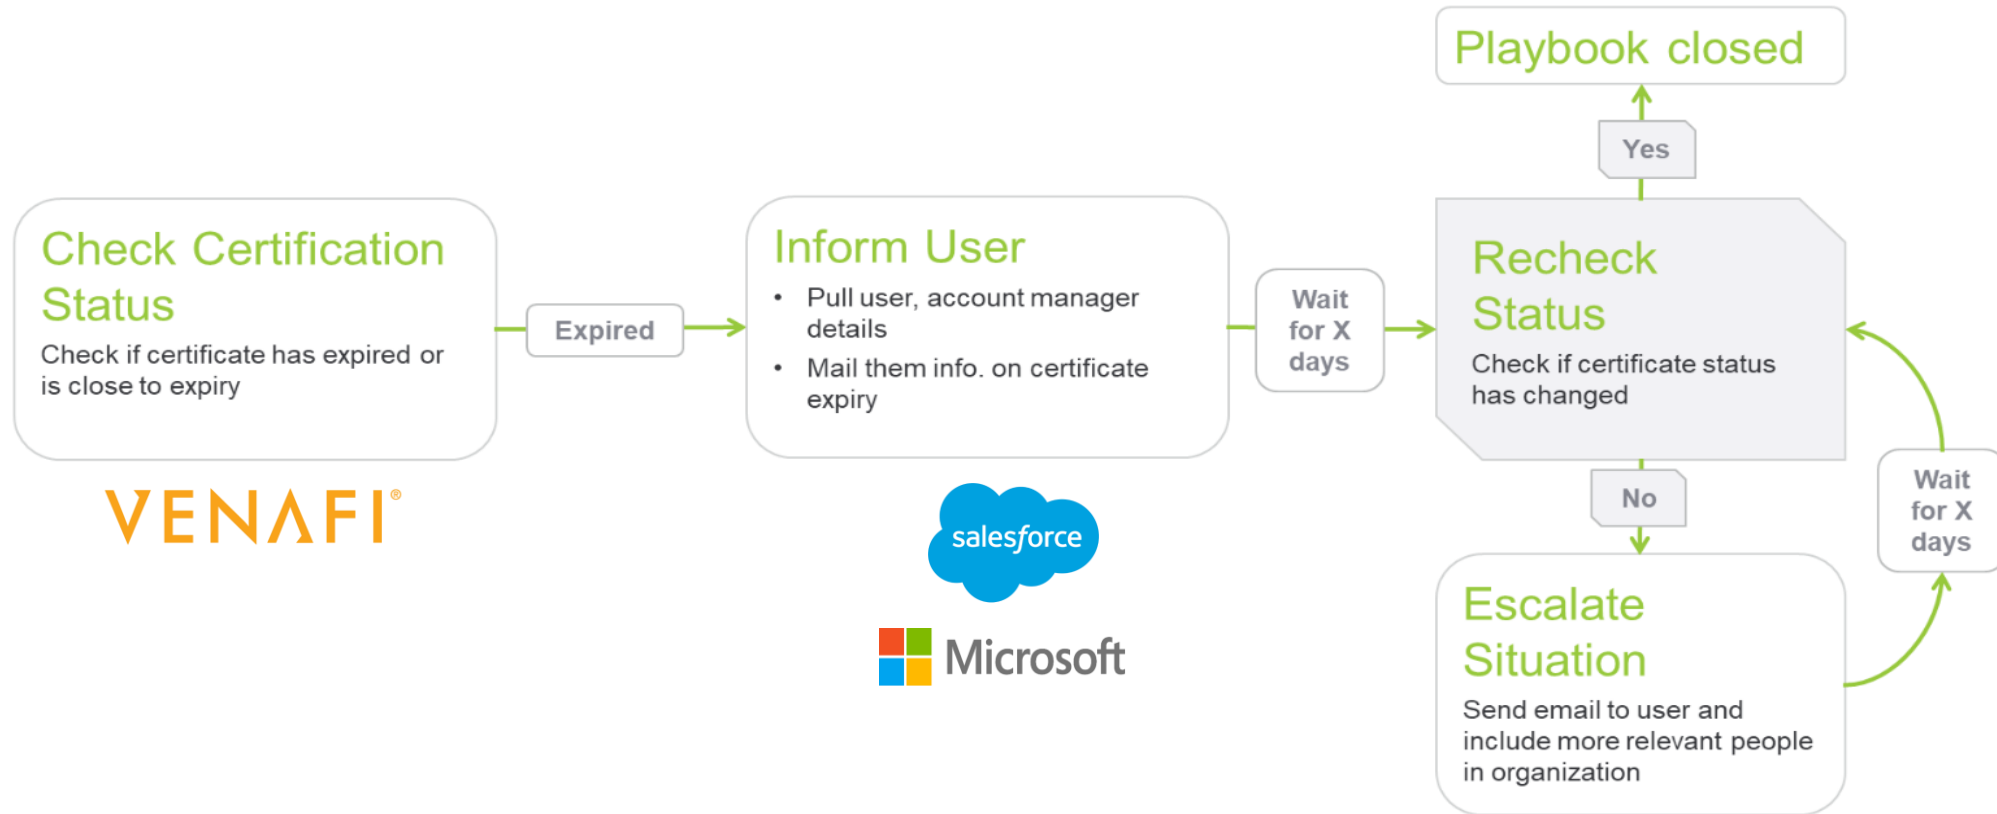 Check Certification
Status
Check if certificate has expired or
is close to expiry
VENAFI®
Expired
Inform User
• Pull user, account manager
details
• Mail them info. on certificate
expiry
salesforce
Microsoft
Wait
for X
days
Playbook closed
Yes
Recheck
Status
Check if certificate status
has changed
No
Escalate
Situation
Send email to user and
include more relevant people
in organization
Wait
for X
days